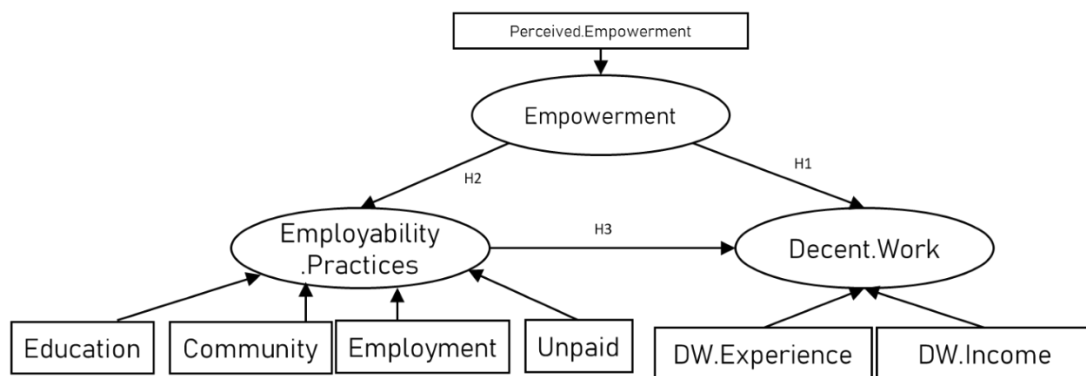 Perceived.Empowerment
Empowerment
H2
H1
Employability
.Practices
H3
Decent.Work
Education
Community
Employment
Unpaid
DW.Experience
DW.Income